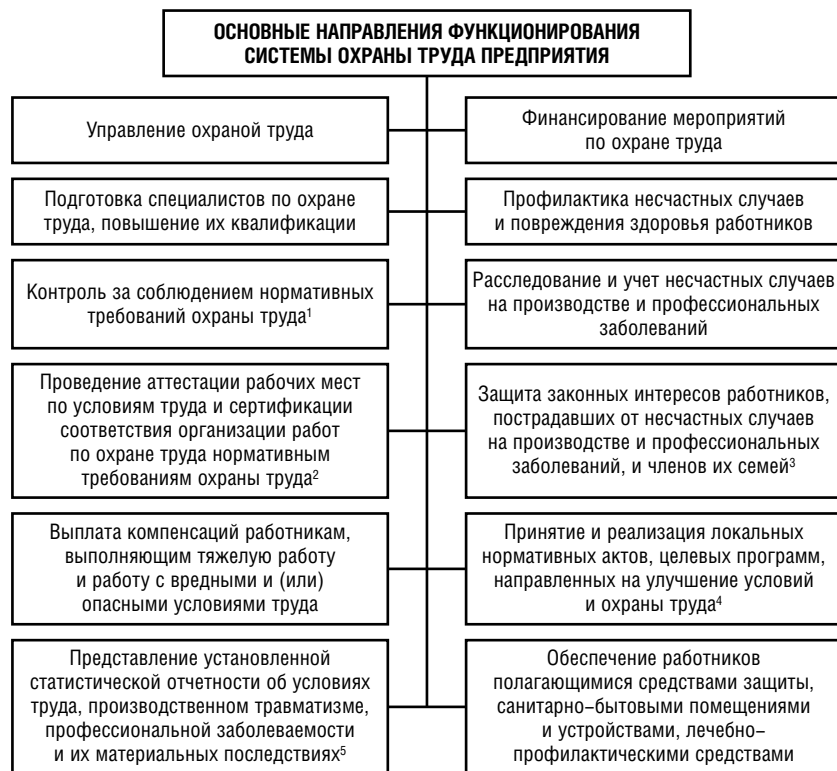 ОСНОВНЫЕ НАПРАВЛЕНИЯ ФУНКЦИОНИРОВАНИЯ
СИСТЕМЫ ОХРАНЫ ТРУДА ПРЕДПРИЯТИЯ
Управление охраной труда
Финансирование мероприятий
по охране труда
Подготовка специалистов по охране
труда, повышение их квалификации
Профилактика несчастных случаев
и повреждения здоровья работников
Контроль за соблюдением нормативных
требований охраны труда¹
Расследование и учет несчастных случаев
на производстве и профессиональных
заболеваний
Проведение аттестации рабочих мест
по условиям труда и сертификации
соответствия организации работ
по охране труда нормативным
требованиям охраны труда²
Защита законных интересов работников,
пострадавших от несчастных случаев
на производстве и профессиональных
заболеваний, и членов их семей³
Выплата компенсаций работникам,
выполняющим тяжелую работу
и работу с вредными и (или)
опасными условиями труда
Принятие и реализация локальных
нормативных актов, целевых программ,
направленных на улучшение условий
и охраны труда⁴
Представление установленной
статистической отчетности об условиях
труда, производственном травматизме,
профессиональной заболеваемости
и их материальных последствиях⁵
Обеспечение работников
полагающимися средствами защиты,
санитарно-бытовыми помещениями
и устройствами, лечебно-
профилактическими средствами